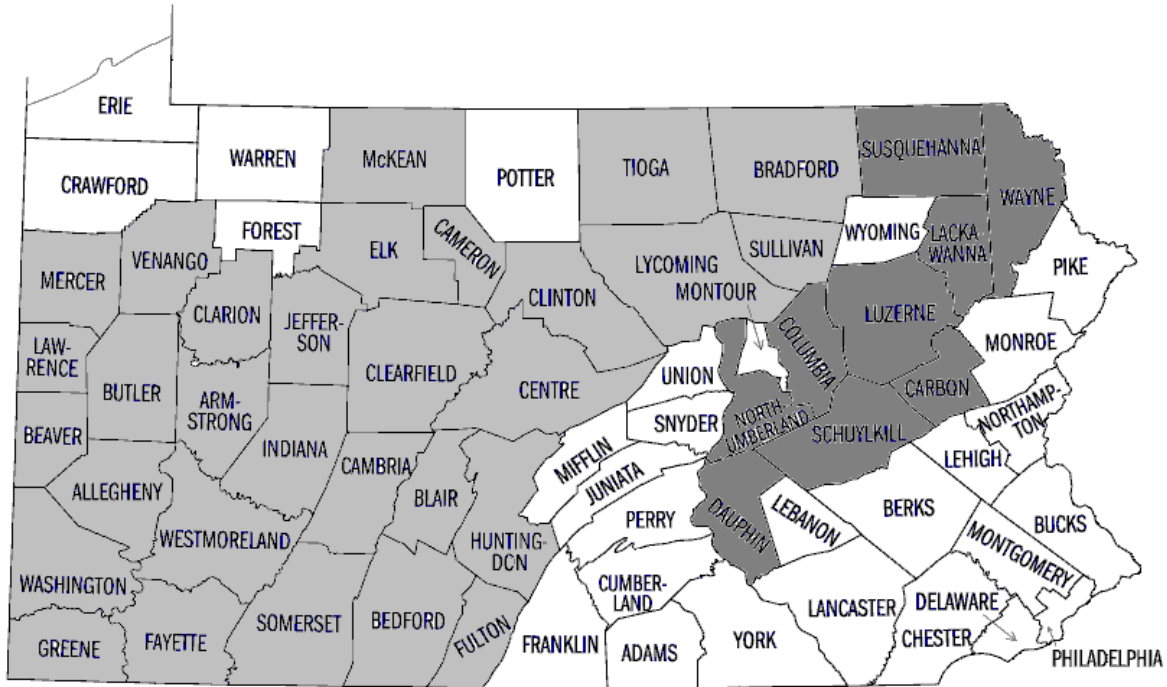 ERIE
CRAWFORD
WARREN
McKEAN
POTTER
TIOGA
BRADFORD
SUSQUEHANNA
WAYNE
FOREST
ELK
CAMERON
WYOMING
LACKA-
WANNA
PIKE
MERCER
VENANGO
CLARION
JEFFER-
SON
CLINTON
LYCOMING
MONTOUR
SULLIVAN
LUZERNE
LAW-
RENCE
BUTLER
ARM-
STRONG
CLEARFIELD
CENTRE
UNION
COLUMBIA
CARBON
MONROE
BEAVER
INDIANA
SNYDER
NORTH-
UMBERLAND
SCHUYLKILL
NORTHAMP-
TON
LEHIGH
ALLEGHENY
CAMBRIA
BLAIR
MIFFLIN
JUNIATA
PERRY
DAUPHIN
LEBANON
BERKS
BUCKS
MONTGOMERY
WESTMORELAND
HUNTING-
DCN
WASHINGTON
CUMBER-
LAND
LANCASTER
DELAWARE
CHESTER
PHILADELPHIA
GREENE
FAYETTE
SOMERSET
BEDFORD
FULTON
FRANKLIN
ADAMS
YORK